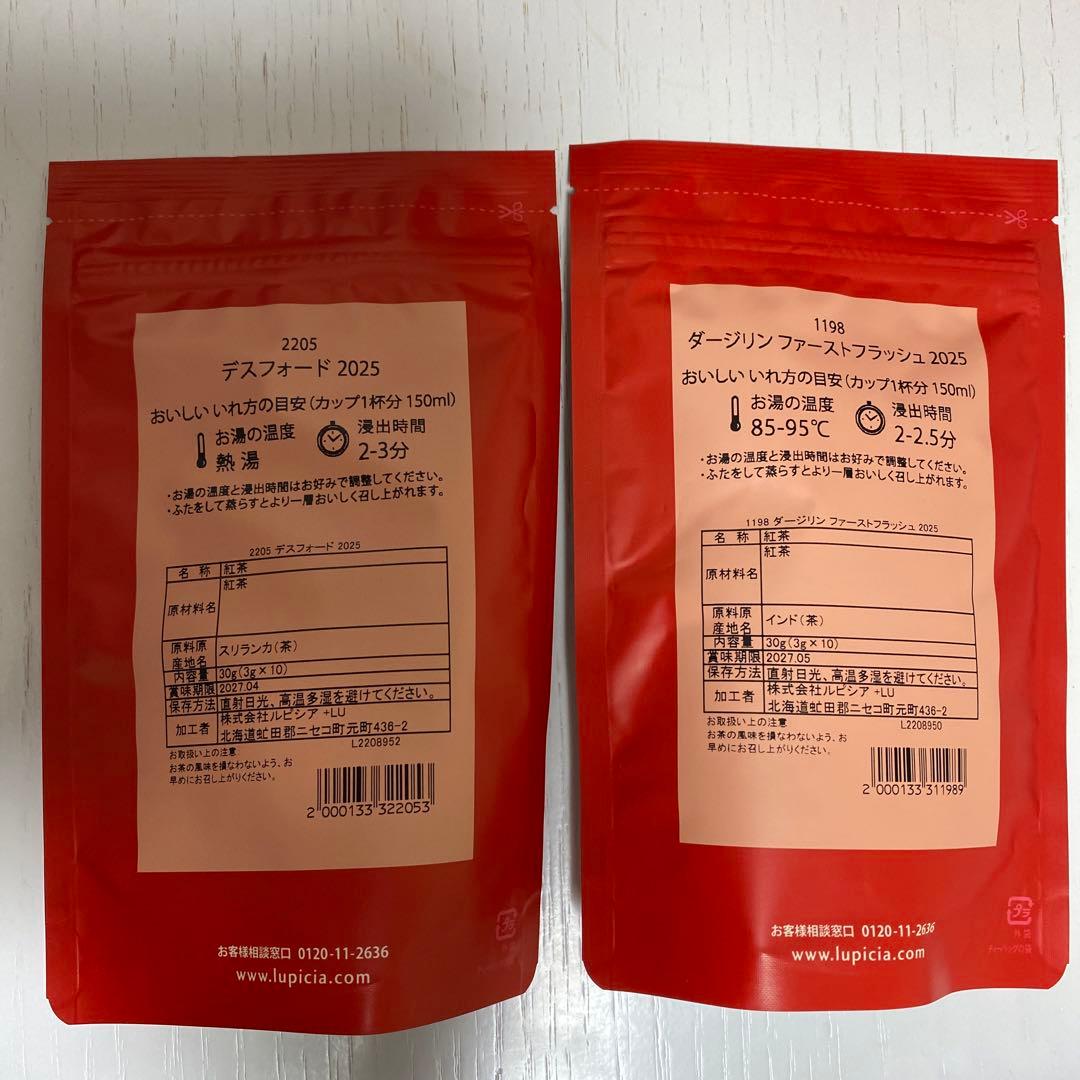 2205
デスフォード 2025
おいしい いれ方の目安(カップ1杯分 150ml)
お湯の温度
熱湯
浸出時間
2-3分
・お湯の温度と浸出時間はお好みで調整してください。
・ふたをして蒸らすとより一層おいしく召し上がれます。
2205 デスフォード 2025
名 称 紅茶
原材料名 紅茶
原料原産地名 スリランカ(茶)
内容量 30g(3g×10)
賞味期限 2027.04
保存方法 直射日光、高温多湿を避けてください。
加工者 株式会社ルピシア +LU
北海道虻田郡ニセコ町元町436-2
L2208952
お取扱い上の注意
お茶の風味を損なわないよう、お
早めにお召し上がりください。
2 000133 322053
お客様相談窓口 0120-11-2636
www.lupicia.com
1198
ダージリン ファーストフラッシュ 2025
おいしい いれ方の目安(カップ1杯分 150ml)
お湯の温度
85-95℃
浸出時間
2-2.5分
・お湯の温度と浸出時間はお好みで調整してください。
・ふたをして蒸らすとより一層おいしく召し上がれます。
1198 ダージリン ファーストフラッシュ 2025
名 称 紅茶
原材料名 紅茶
原料原産地名 インド(茶)
内容量 30g(3g×10)
賞味期限 2027.05
保存方法 直射日光、高温多湿を避けてください。
加工者 株式会社ルピシア +LU
北海道虻田郡ニセコ町元町436-2
L2208950
お取扱い上の注意
お茶の風味を損なわないよう、お
早めにお召し上がりください。
2 000133 311989
プラ
外袋
ティーバッグの袋
お客様相談窓口 0120-11-2636
www.lupicia.com